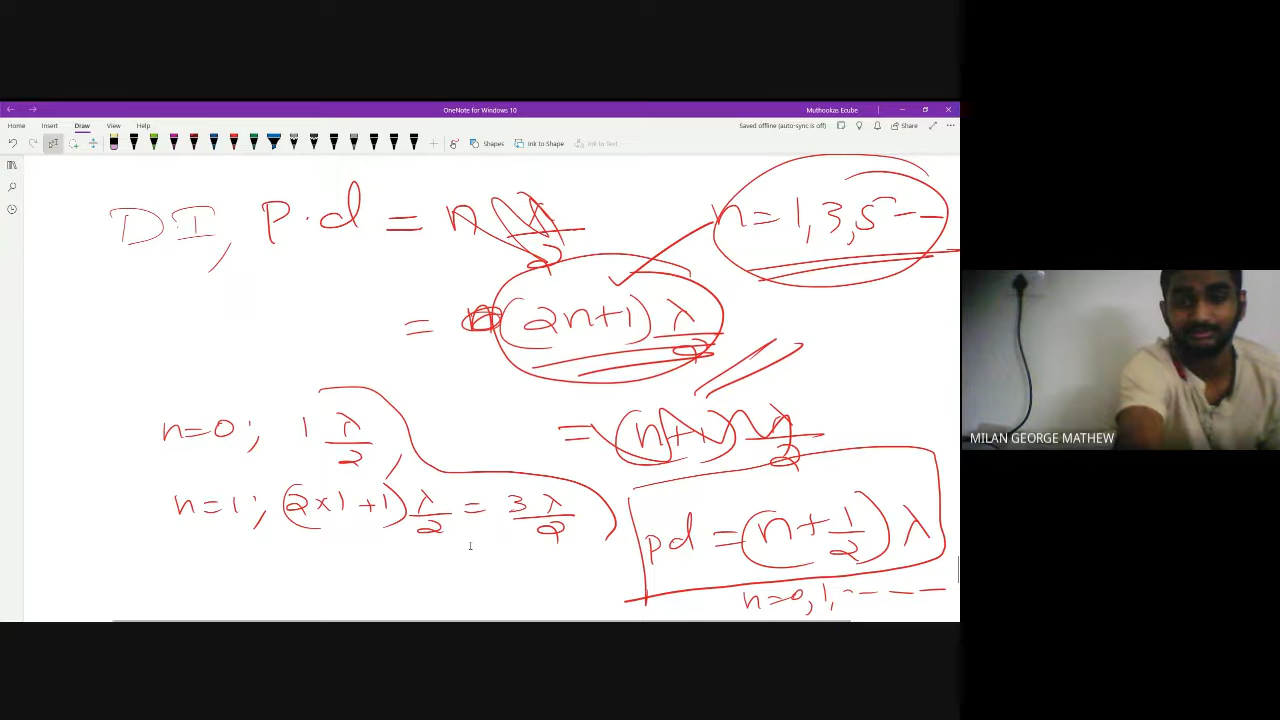 OneNote for Windows 10
Muthookas Ecube
Home Insert Draw View Help
Saved offline (auto-sync is off)
Share
Shapes
Ink to Shape
Ink to Text
DI, p.d = n λ/2
n = 1, 3, 5 ---
= (2n+1) λ/2
n=0; 1 λ/2
= (n+1) λ/2
n=1; (2×1+1) λ/2 = 3λ/2
pd = (n + 1/2) λ
n=0, 1, ----
MILAN GEORGE MATHEW